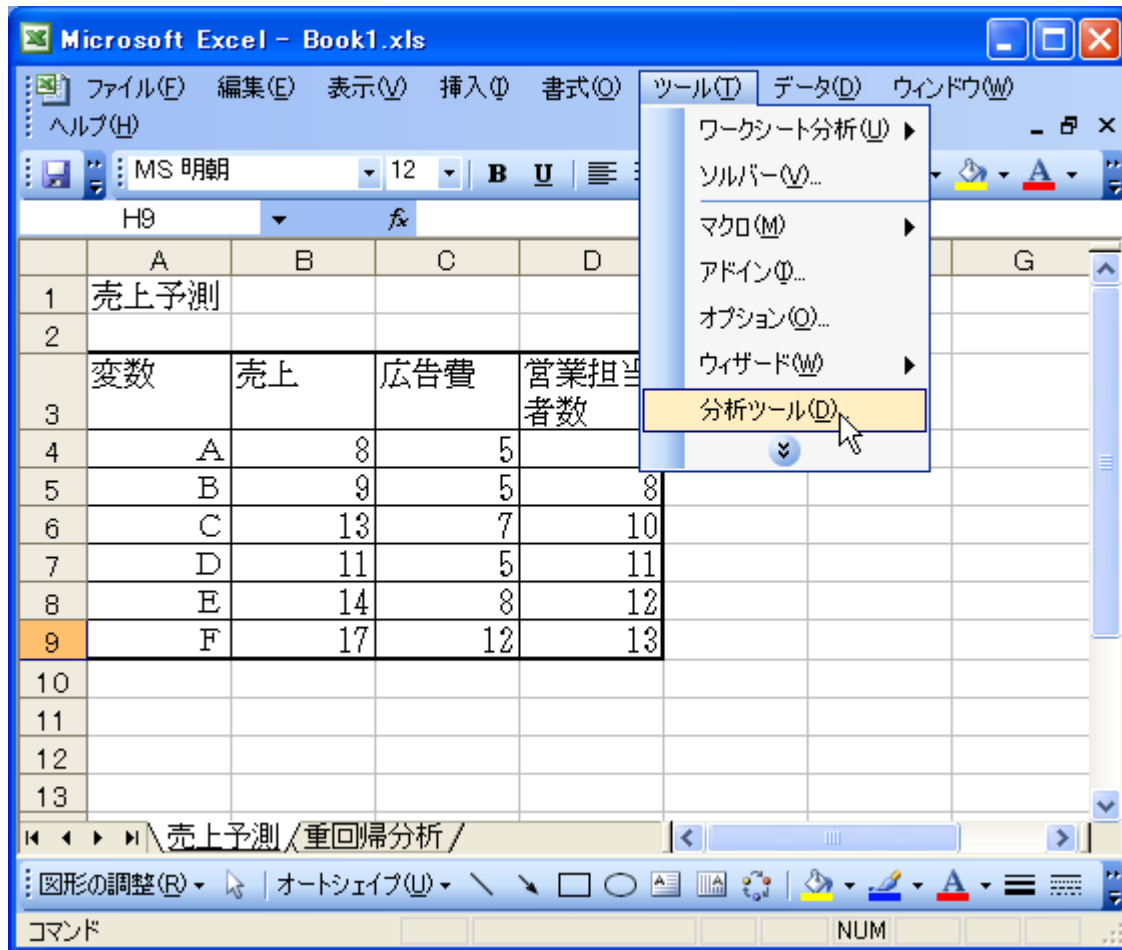 Microsoft Excel - Book1.xls
ファイル(F) 編集(E) 表示(V) 挿入(I) 書式(O) ツール(T) データ(D) ウィンドウ(W)
ヘルプ(H)
MS 明朝 12 B U A
H9 fx
ワークシート分析(U)
ソルバー(V)...
マクロ(M)
アドイン(I)...
オプション(O)...
ウィザード(W)
分析ツール(D)...
A B C D G
1 売上予測
2
3 変数 売上 広告費 営業担当
者数
4 A 8 5
5 B 9 5 8
6 C 13 7 10
7 D 11 5 11
8 E 14 8 12
9 F 17 12 13
10
11
12
13
売上予測 重回帰分析
図形の調整(R) オートシェイプ(U) A
コマンド NUM